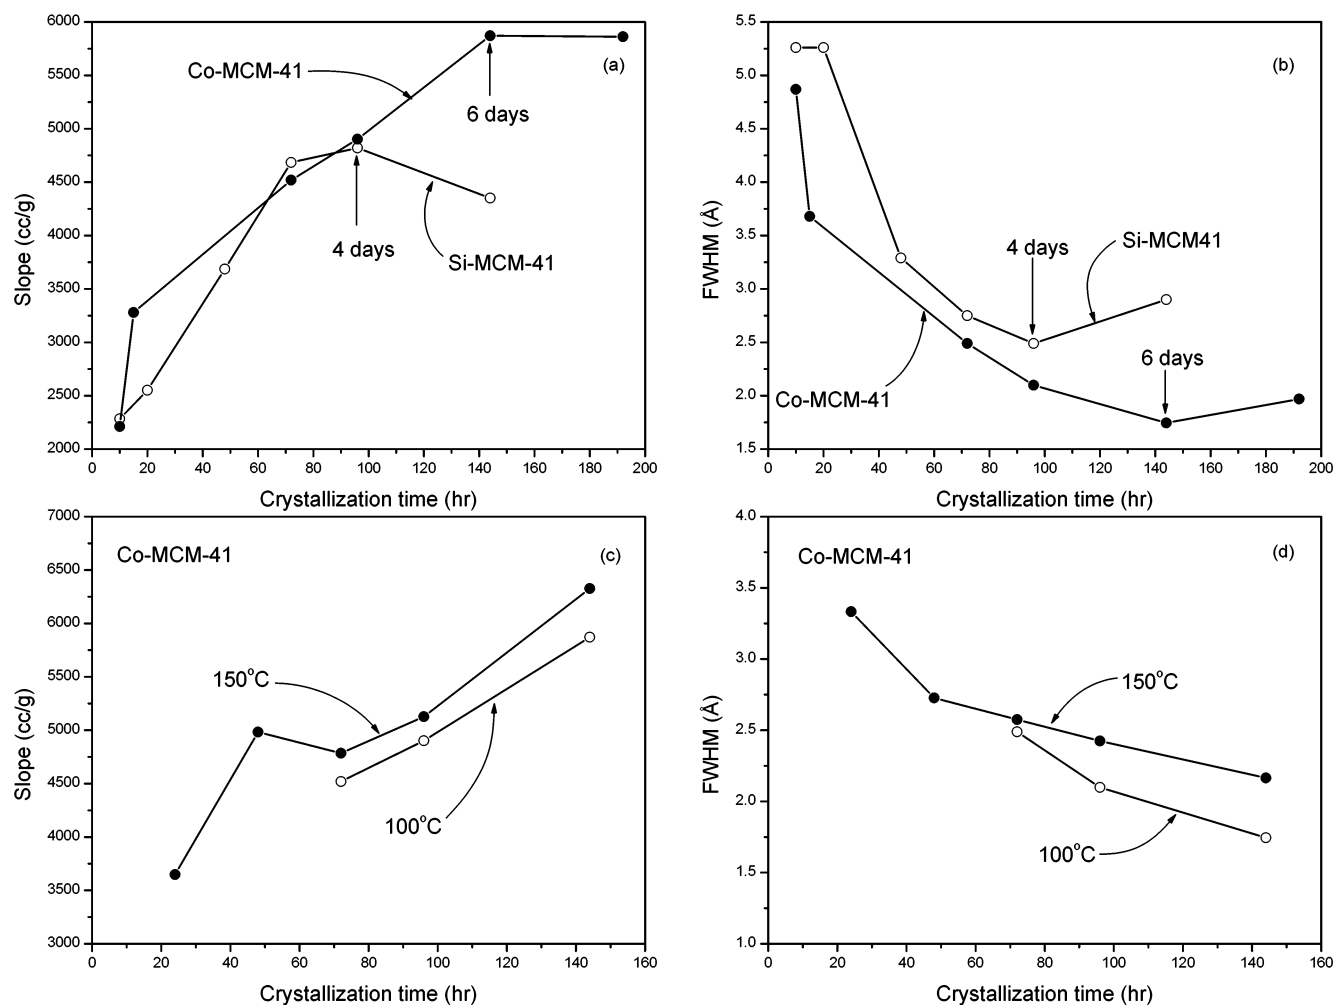 6000
5500
5000
4500
4000
3500
3000
2500
2000
Slope (cc/g)
Co-MCM-41
6 days
4 days
Si-MCM-41
(a)
0 20 40 60 80 100 120 140 160 180 200
Crystallization time (hr)
5.5
5.0
4.5
4.0
3.5
3.0
2.5
2.0
1.5
FWHM (Å)
(b)
4 days
Si-MCM41
6 days
Co-MCM-41
0 20 40 60 80 100 120 140 160 180 200
Crystallization time (hr)
7000
6500
6000
5500
5000
4500
4000
3500
3000
Slope (cc/g)
Co-MCM-41
(c)
150°C
100°C
0 20 40 60 80 100 120 140 160
Crystallization time (hr)
4.0
3.5
3.0
2.5
2.0
1.5
1.0
FWHM (Å)
Co-MCM-41
(d)
150°C
100°C
0 20 40 60 80 100 120 140 160
Crystallization time (hr)